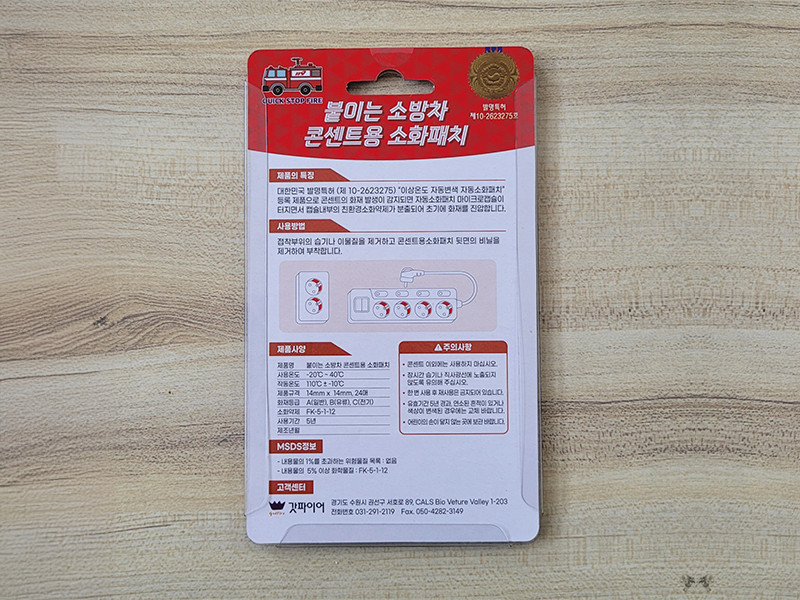 QUICK STOP FIRE
발명특허
제10-2623275호
붙이는 소방차
콘센트용 소화패치
제품의 특징
대한민국 발명특허 (제 10-2623275) "이상온도 자동변색 자동소화패치"
등록 제품으로 콘센트의 화재 발생이 감지되면 자동소화패치 마이크로캡슐이
터지면서 캡슐내부의 친환경소화약제가 분출되어 초기에 화재를 진압합니다.
사용방법
접착부위의 습기나 이물질을 제거하고 콘센트용소화패치 뒷면의 비닐을
제거하여 부착합니다.
제품사양
제품명 붙이는 소방차 콘센트용 소화패치
사용온도 -20℃ ~ 40℃
작동온도 110℃ ± -10℃
제품규격 14mm x 14mm, 24매
화재등급 A(일반), B(유류), C(전기)
소화약제 FK-5-1-12
사용기간 5년
제조년월
주의사항
• 콘센트 이외에는 사용하지 마십시오.
• 장시간 습기나 직사광선에 노출되지
않도록 유의해 주십시오.
• 한 번 사용 후 재사용은 금지되어 있습니다.
• 유효기간 5년 경과, 연소된 흔적이 있거나
색상이 변색된 경우에는 교체 바랍니다.
• 어린이의 손이 닿지 않는 곳에 보관 바랍니다.
MSDS정보
- 내용물의 1%를 초과하는 위험물질 목록 : 없음
- 내용물의 5% 이상 화학물질 : FK-5-1-12
고객센터
갓파이어
경기도 수원시 권선구 서호로 89, CALS Bio Veture Valley 1-203
전화번호 031-291-2119 Fax. 050-4282-3149